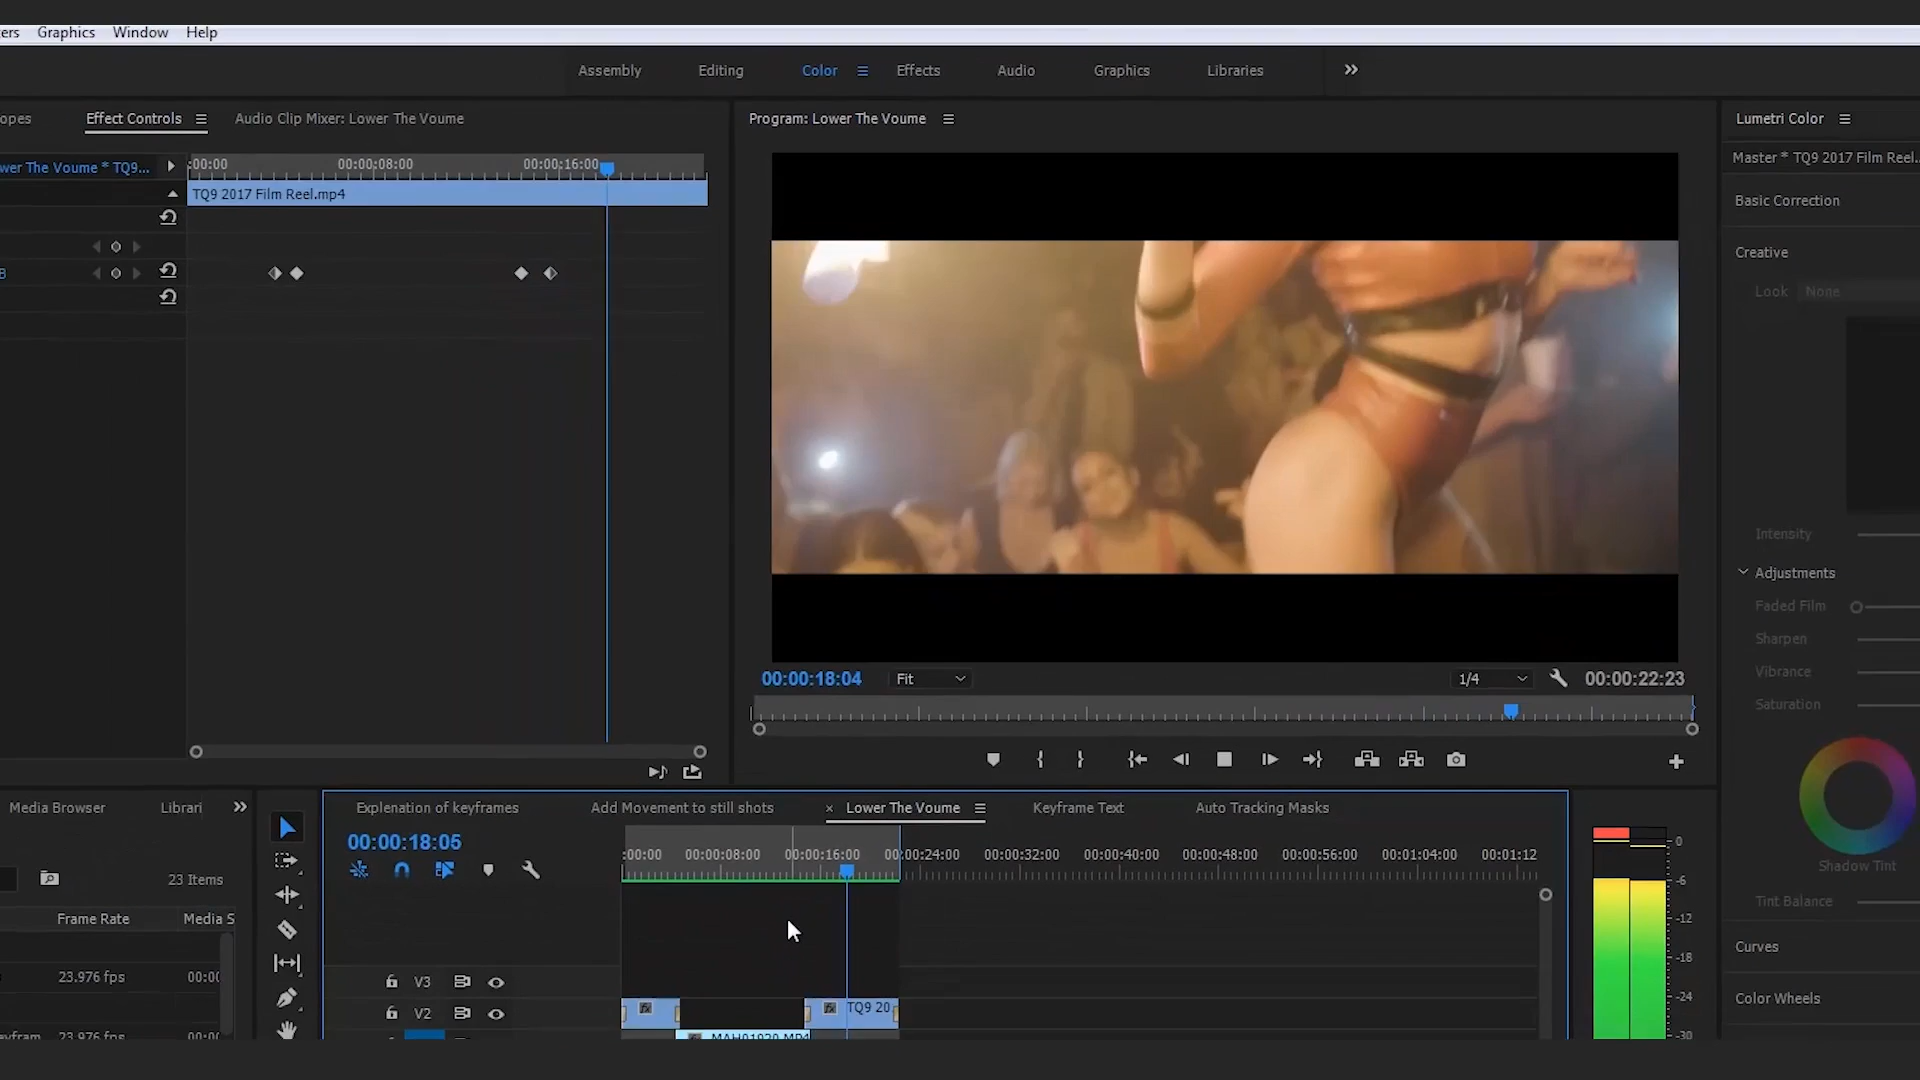 ers Graphics Window Help
Assembly Editing Color Effects Audio Graphics Libraries
opes Effect Controls Audio Clip Mixer: Lower The Voume
Program: Lower The Voume
Lumetri Color
wer The Voume * TQ9...
:00:00 00:00:08:00 00:00:16:00
Master * TQ9 2017 Film Reel..
TQ9 2017 Film Reel.mp4
Basic Correction
Creative
Look None
Intensity
Adjustments
Faded Film
Sharpen
Vibrance
Saturation
00:00:18:04 Fit 1/4 00:00:22:23
Shadow Tint
Tint Balance
Curves
Color Wheels
Media Browser Librari
Explenation of keyframes Add Movement to still shots × Lower The Voume Keyframe Text Auto Tracking Masks
00:00:18:05
:00:00 00:00:08:00 00:00:16:00 00:00:24:00 00:00:32:00 00:00:40:00 00:00:48:00 00:00:56:00 00:01:04:00 00:01:12
23 Items
Frame Rate Media S
23.976 fps 00:00
V3
V2 TQ9 20
23.976 fps
MAH01920.MP4
0
-6
-12
-18
-24
-30